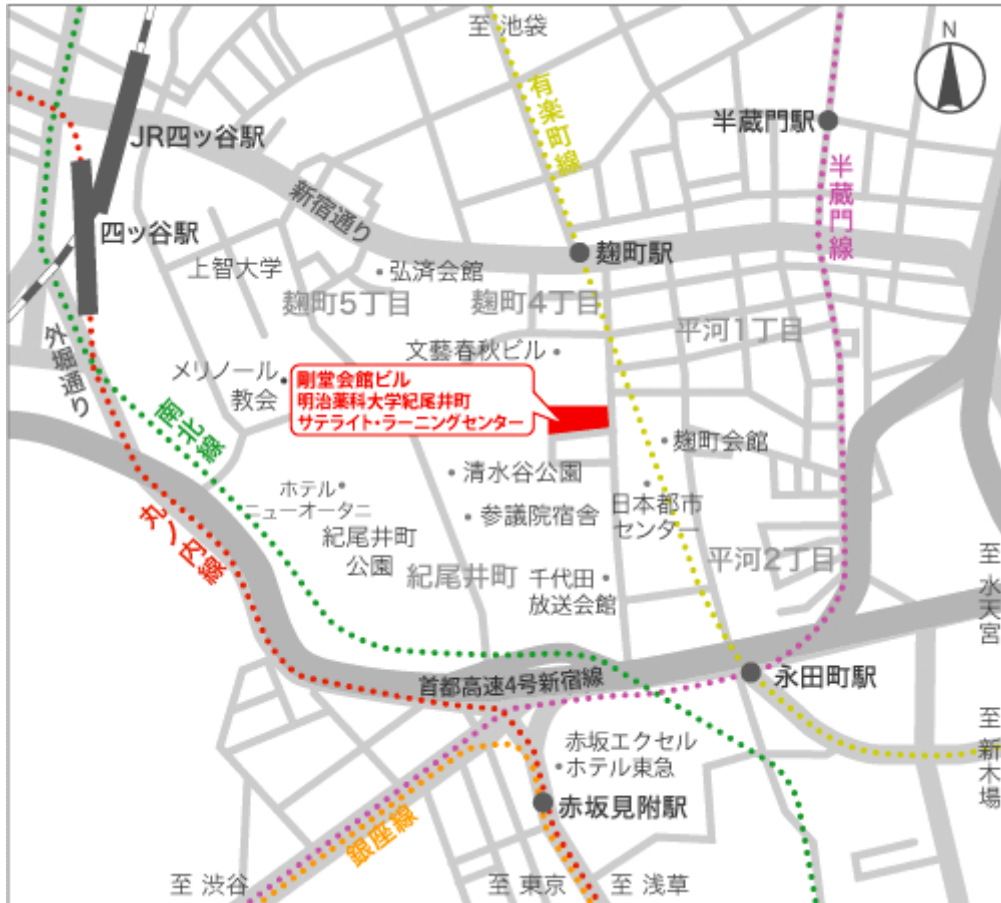 至 池袋
N
有楽町線
半蔵門駅
JR四ッ谷駅
新宿通り
半蔵門線
四ッ谷駅
麹町駅
上智大学
弘済会館
麹町5丁目
麹町4丁目
平河1丁目
外堀通り
文藝春秋ビル
メリノール
教会
剛堂会館ビル
明治薬科大学紀尾井町
サテライト・ラーニングセンター
南北線
麹町会館
清水谷公園
ホテル
ニューオータニ
日本都市
センター
参議院宿舎
丸ノ内線
紀尾井町
公園
平河2丁目
至 水天宮
紀尾井町
千代田
放送会館
首都高速4号新宿線
永田町駅
至 新木場
赤坂エクセル
ホテル東急
赤坂見附駅
銀座線
至 渋谷
至 東京
至 浅草